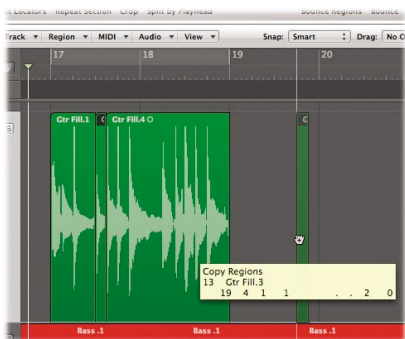 Locators Repeat Section Crop Split by Playhead Bounce Regions Bounce
Track Region MIDI Audio View Snap: Smart Drag: No
17 18 19 20
Gtr Fill.1 Gtr Fill.4
Copy Regions
13 Gtr Fill.3
19 4 1 1 . . 2 0
Bass .1 Bass .1 Bass .1